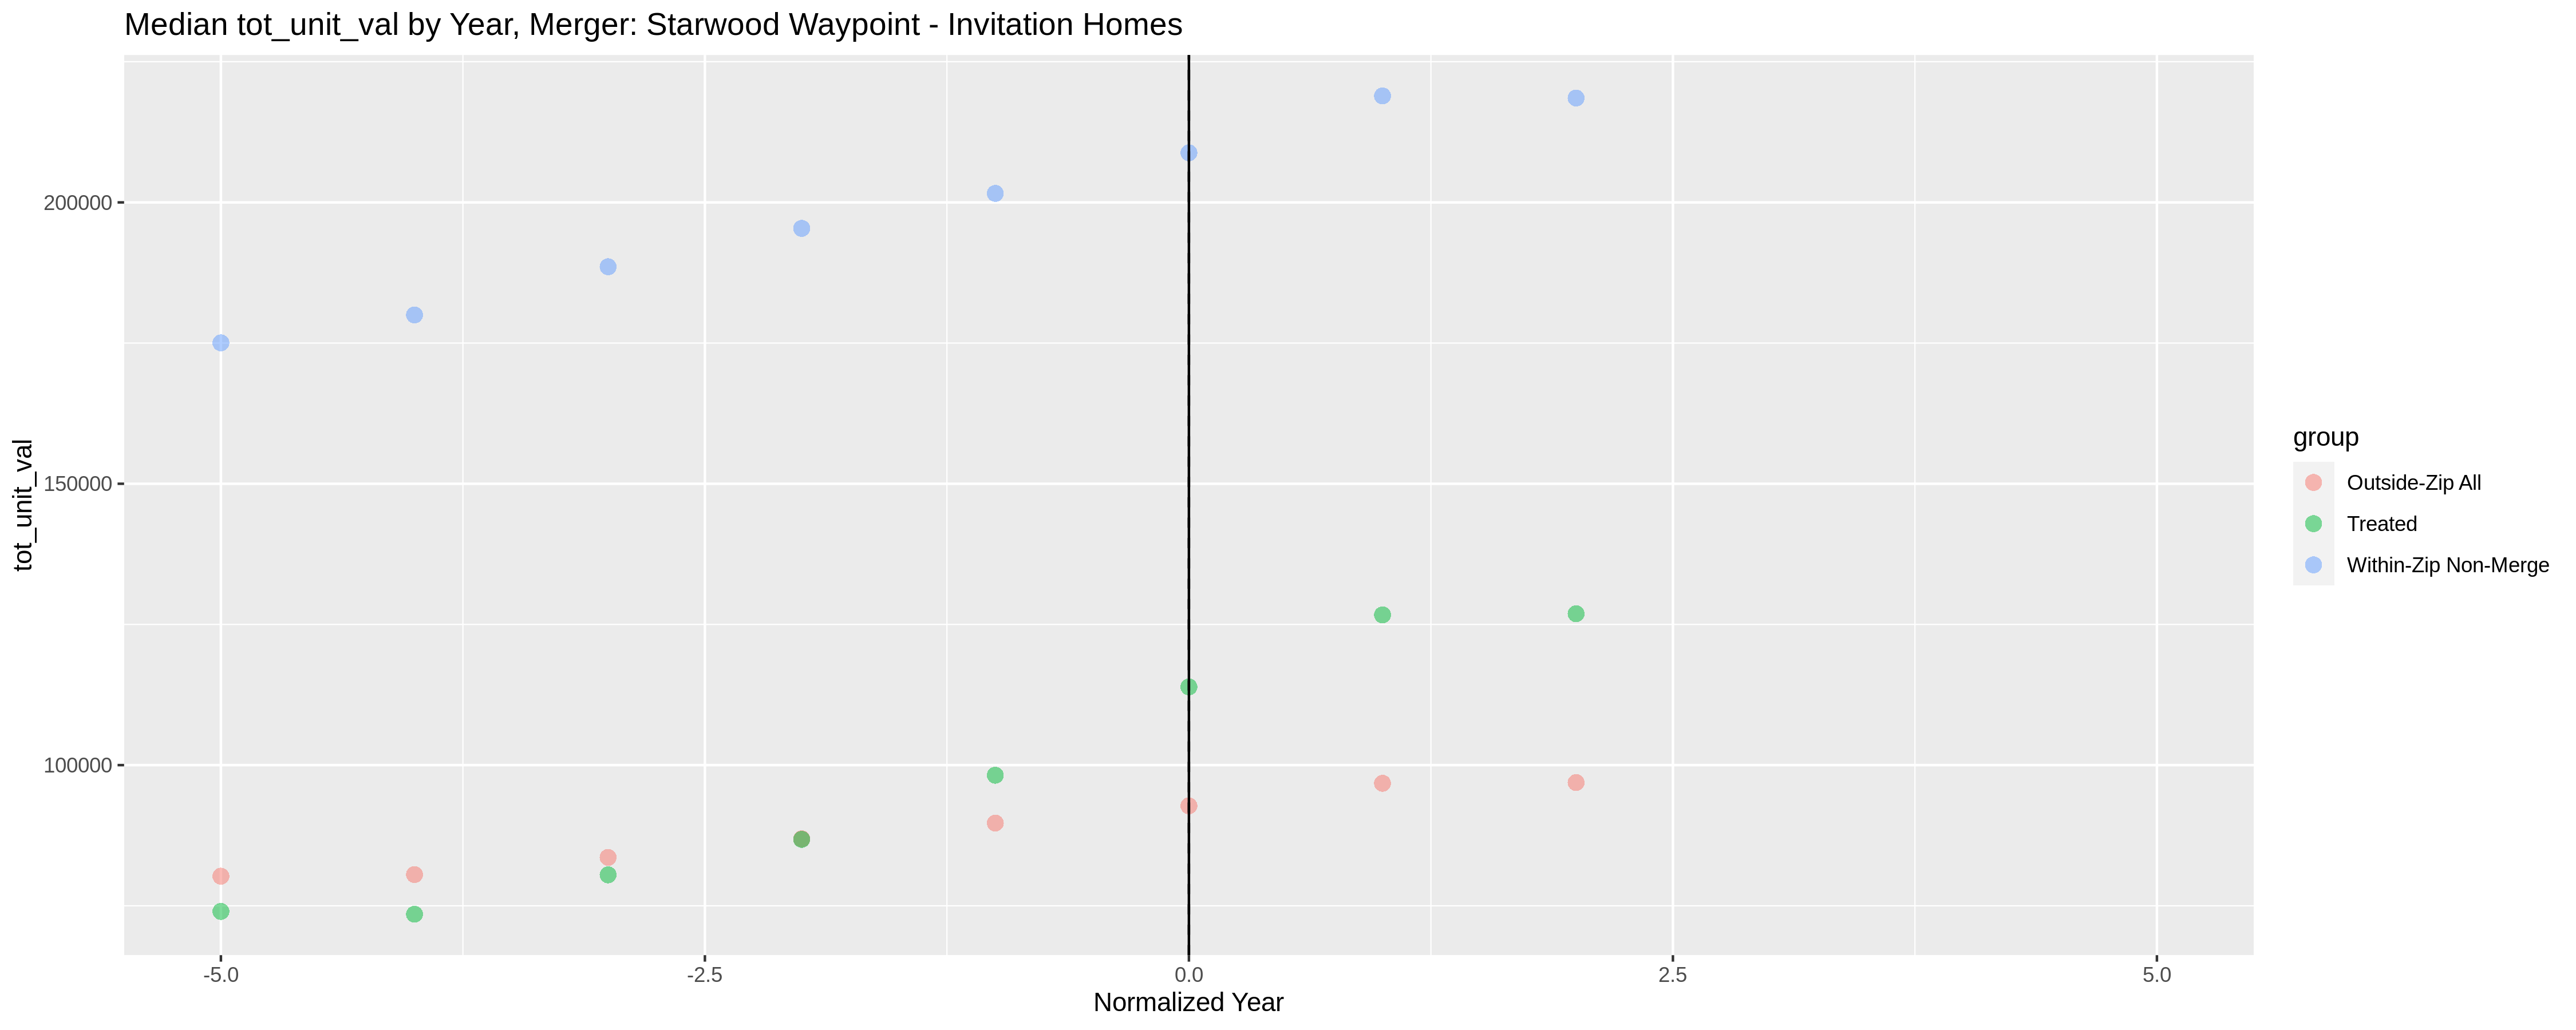 Median tot_unit_val by Year, Merger: Starwood Waypoint - Invitation Homes
tot_unit_val
200000
150000
100000
-5.0
-2.5
0.0
2.5
5.0
Normalized Year
group
Outside-Zip All
Treated
Within-Zip Non-Merge